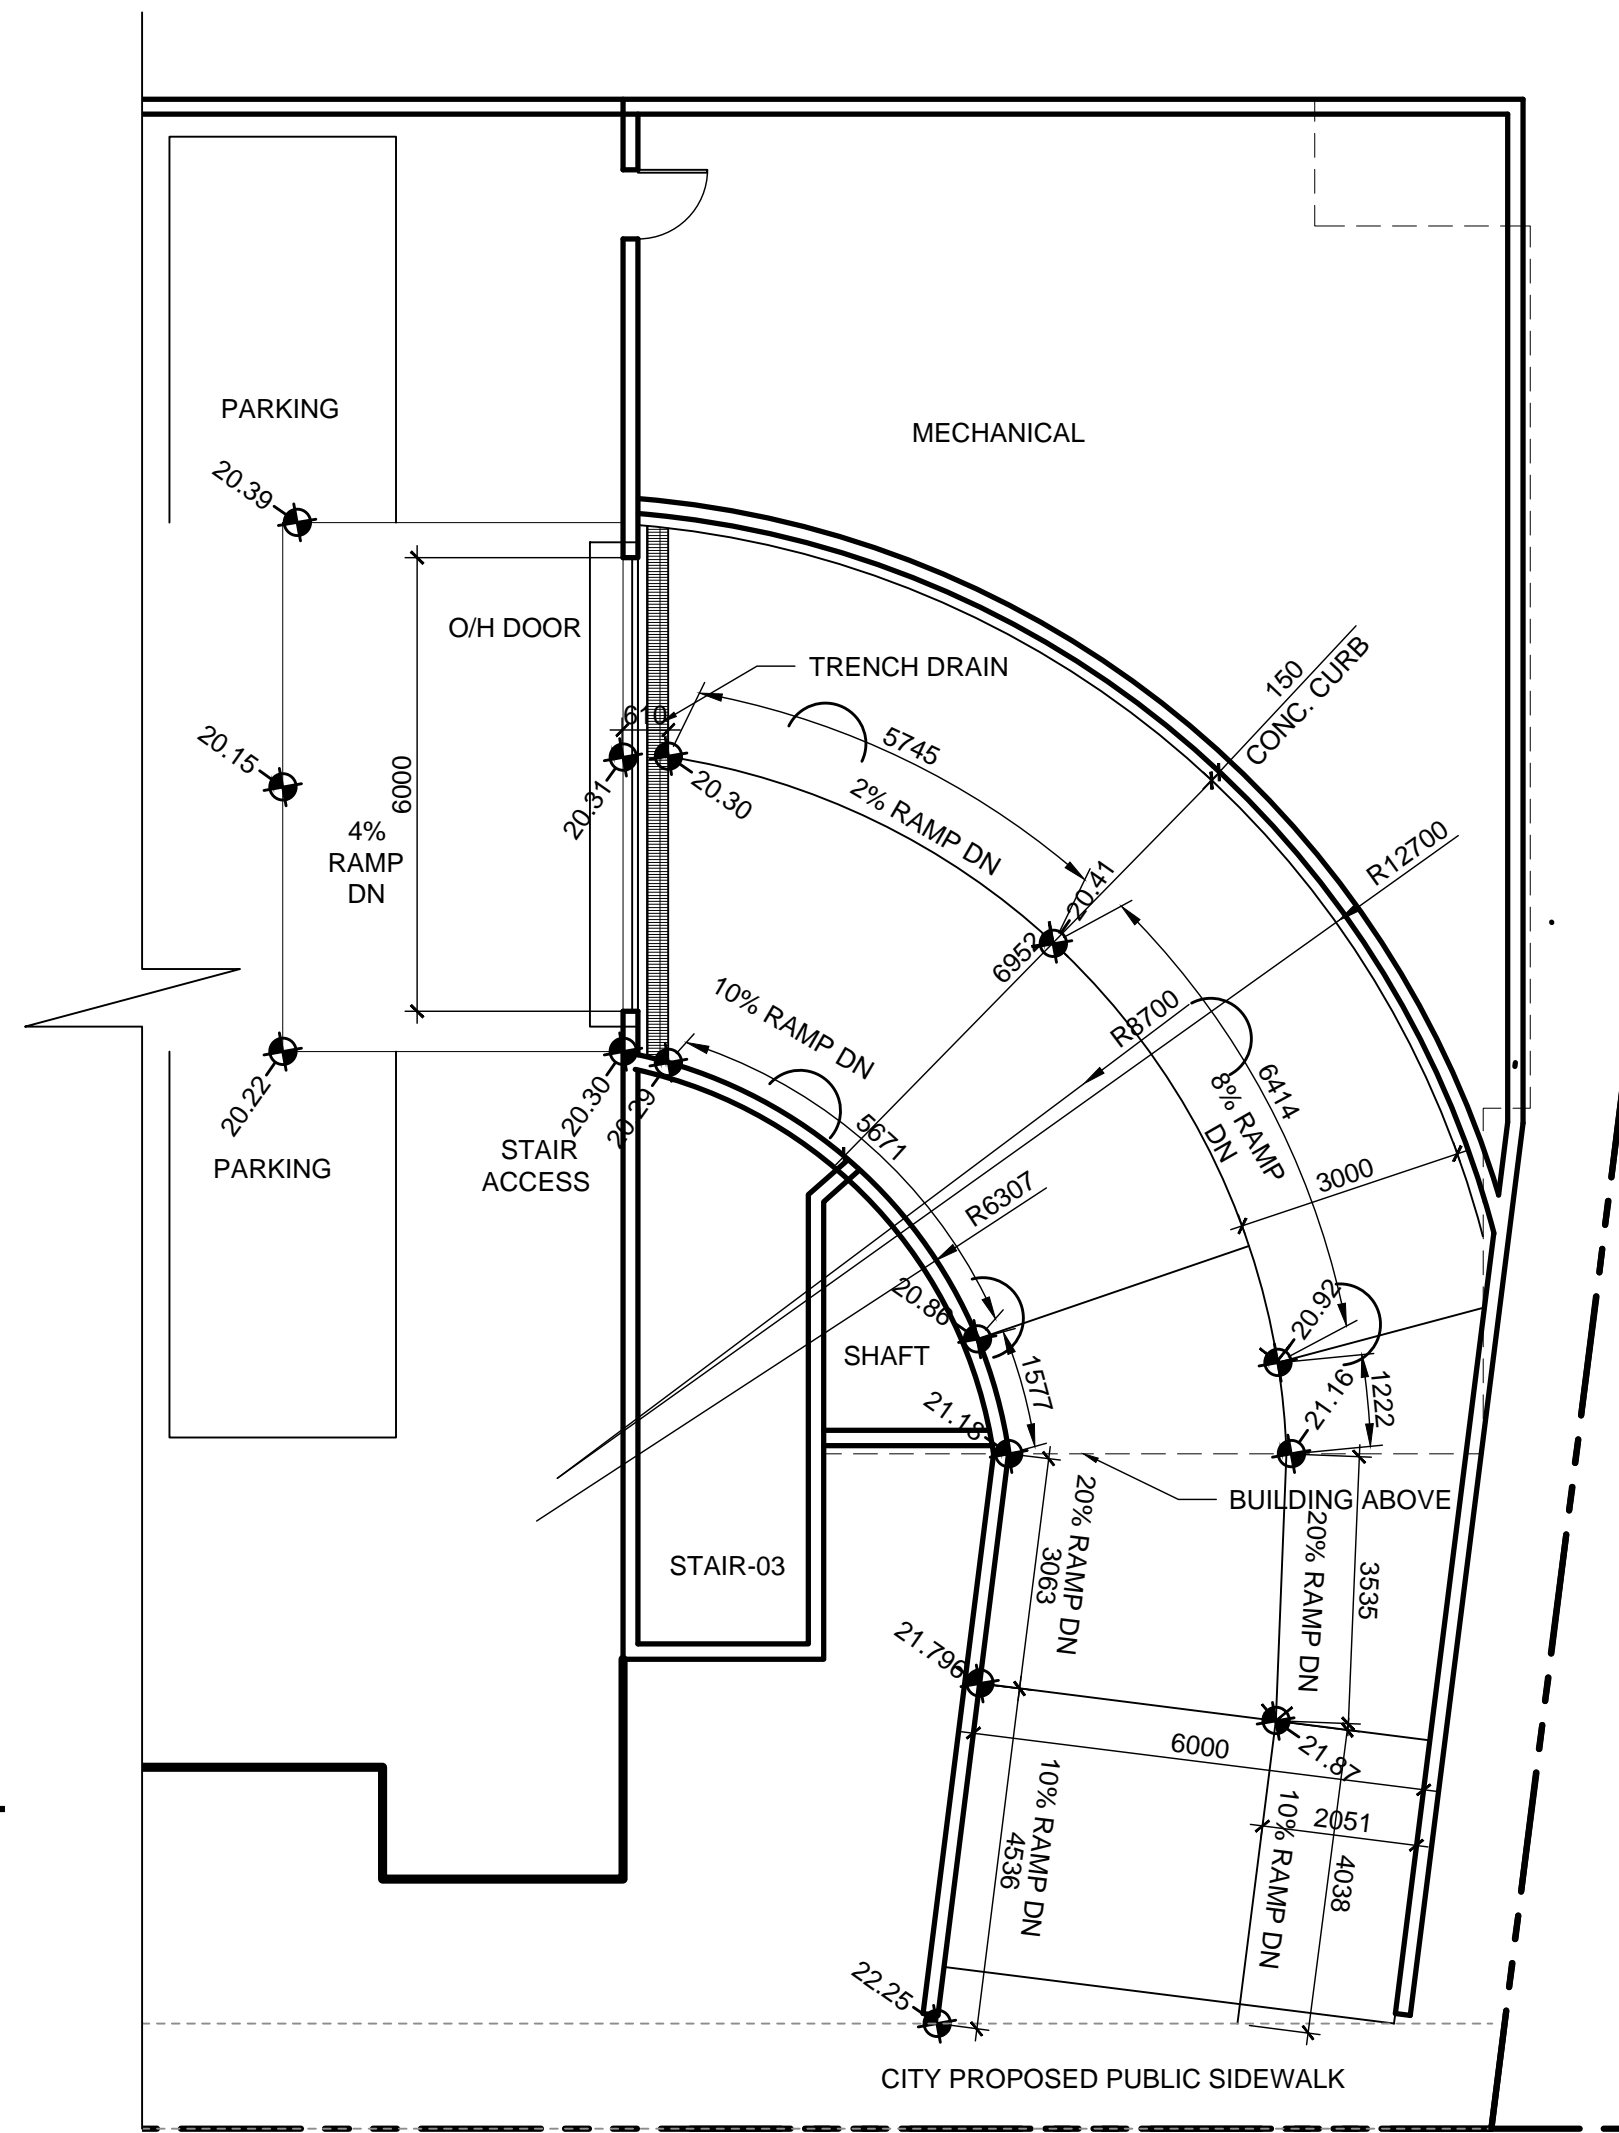 PARKING
MECHANICAL
20.39
O/H DOOR
TRENCH DRAIN
150
CONC. CURB
610
5745
2% RAMP DN
20.15
6000
20.31
20.30
4%
RAMP
DN
20.41
6952
R12700
10% RAMP DN
R8700
6414
8% RAMP
DN
20.22
20.30
20.29
5671
PARKING
STAIR
ACCESS
R6307
3000
20.86
20.92
SHAFT
1577
21.16
1222
21.18
BUILDING ABOVE
20% RAMP DN
3063
20% RAMP DN
3535
STAIR-03
21.796
6000
21.87
10% RAMP DN
4536
2051
10% RAMP DN
4038
22.25
CITY PROPOSED PUBLIC SIDEWALK